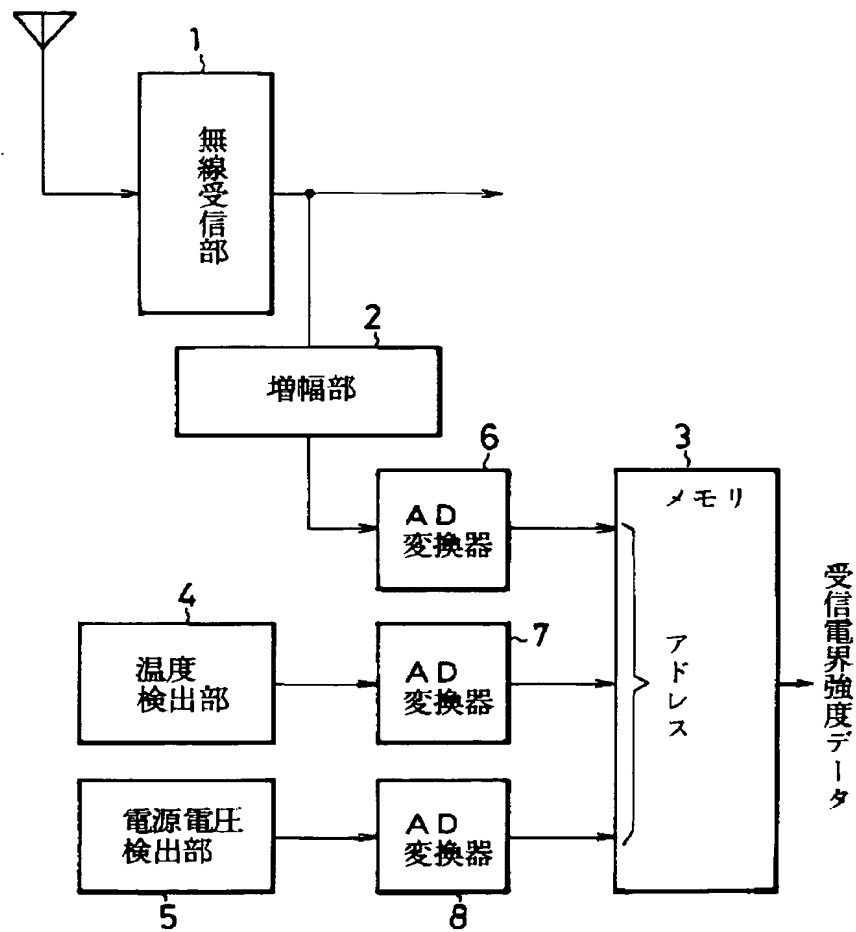 1
無線受信部
2
増幅部
6
AD
変換器
3
メモリ
アドレス
受信電界強度データ
4
温度
検出部
7
AD
変換器
電源電圧
検出部
5
AD
変換器
8